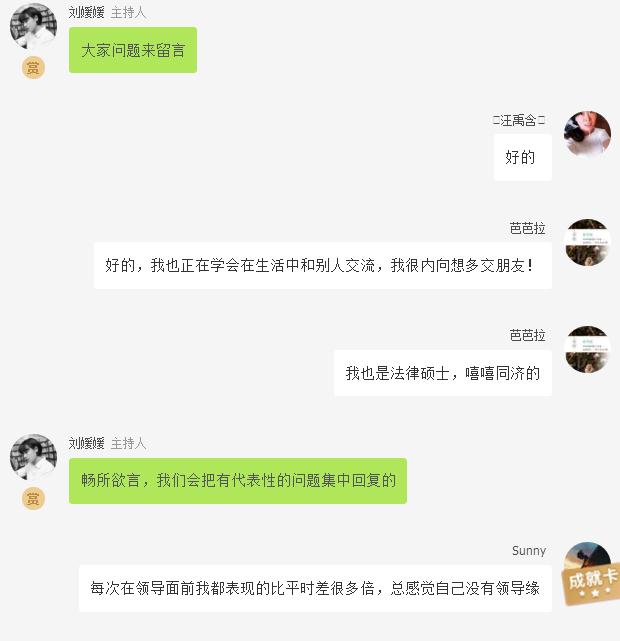 刘媛媛 主持人
大家问题来留言
赏
汪禹含
好的
芭芭拉
好的，我也正在学会在生活中和别人交流，我很内向想多交朋友！
芭芭拉
我也是法律硕士，嘻嘻同济的
刘媛媛 主持人
畅所欲言，我们会把有代表性的问题集中回复的
赏
Sunny
每次在领导面前我都表现的比平时差很多倍，总感觉自己没有领导缘
成就卡